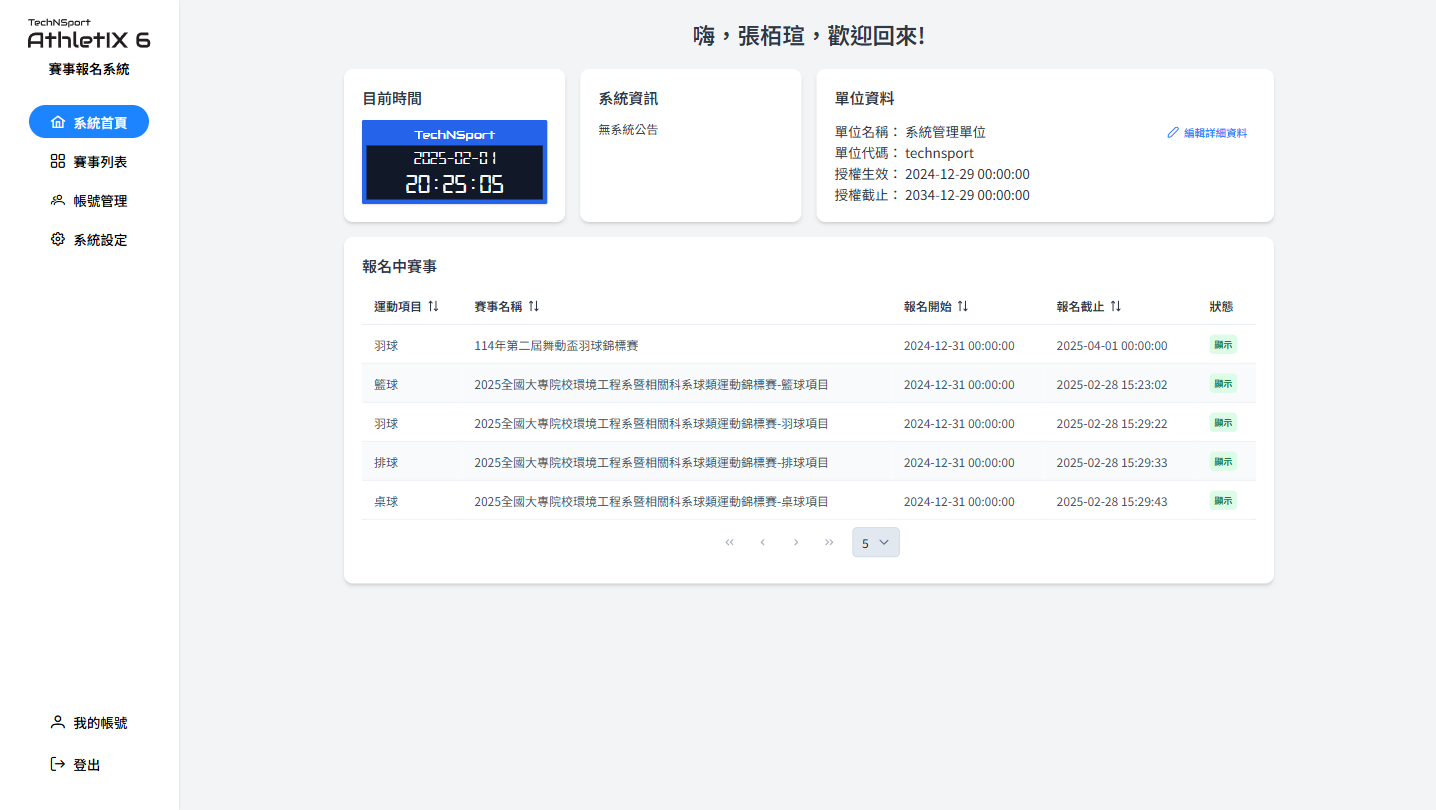 TechNSport
AthletIX 6
賽事報名系統
系統首頁
賽事列表
帳號管理
系統設定
我的帳號
登出
嗨，張栢瑄，歡迎回來!
目前時間
TechNSport
2025-02-01
20:25:05
系統資訊
無系統公告
單位資料
單位名稱： 系統管理單位
編輯詳細資料
單位代碼： technsport
授權生效： 2024-12-29 00:00:00
授權截止： 2034-12-29 00:00:00
報名中賽事
運動項目 賽事名稱 報名開始 報名截止 狀態
羽球 114年第二屆舞動盃羽球錦標賽 2024-12-31 00:00:00 2025-04-01 00:00:00 顯示
籃球 2025全國大專院校環境工程系暨相關科系球類運動錦標賽-籃球項目 2024-12-31 00:00:00 2025-02-28 15:23:02 顯示
羽球 2025全國大專院校環境工程系暨相關科系球類運動錦標賽-羽球項目 2024-12-31 00:00:00 2025-02-28 15:29:22 顯示
排球 2025全國大專院校環境工程系暨相關科系球類運動錦標賽-排球項目 2024-12-31 00:00:00 2025-02-28 15:29:33 顯示
桌球 2025全國大專院校環境工程系暨相關科系球類運動錦標賽-桌球項目 2024-12-31 00:00:00 2025-02-28 15:29:43 顯示
5